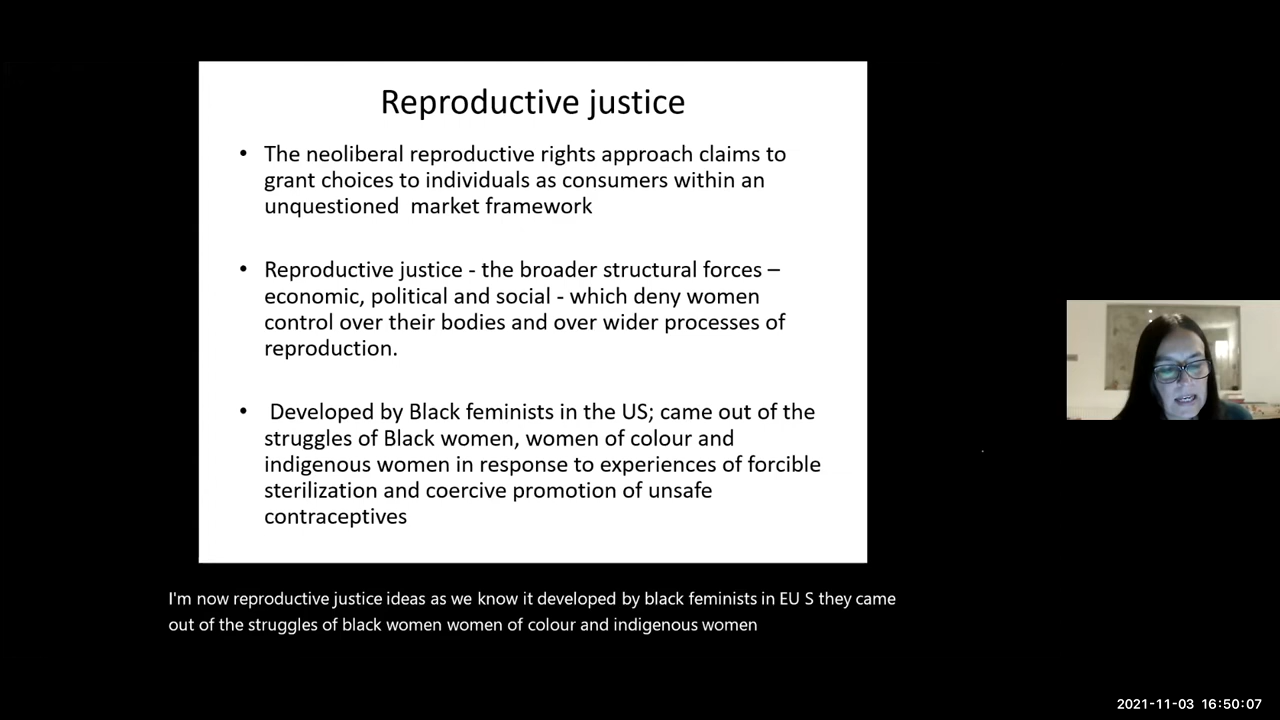 Reproductive justice
• The neoliberal reproductive rights approach claims to
grant choices to individuals as consumers within an
unquestioned  market framework
• Reproductive justice - the broader structural forces –
economic, political and social - which deny women
control over their bodies and over wider processes of
reproduction.
•  Developed by Black feminists in the US; came out of the
struggles of Black women, women of colour and
indigenous women in response to experiences of forcible
sterilization and coercive promotion of unsafe
contraceptives
I'm now reproductive justice ideas as we know it developed by black feminists in EU S they came
out of the struggles of black women women of colour and indigenous women
2021-11-03 16:50:07